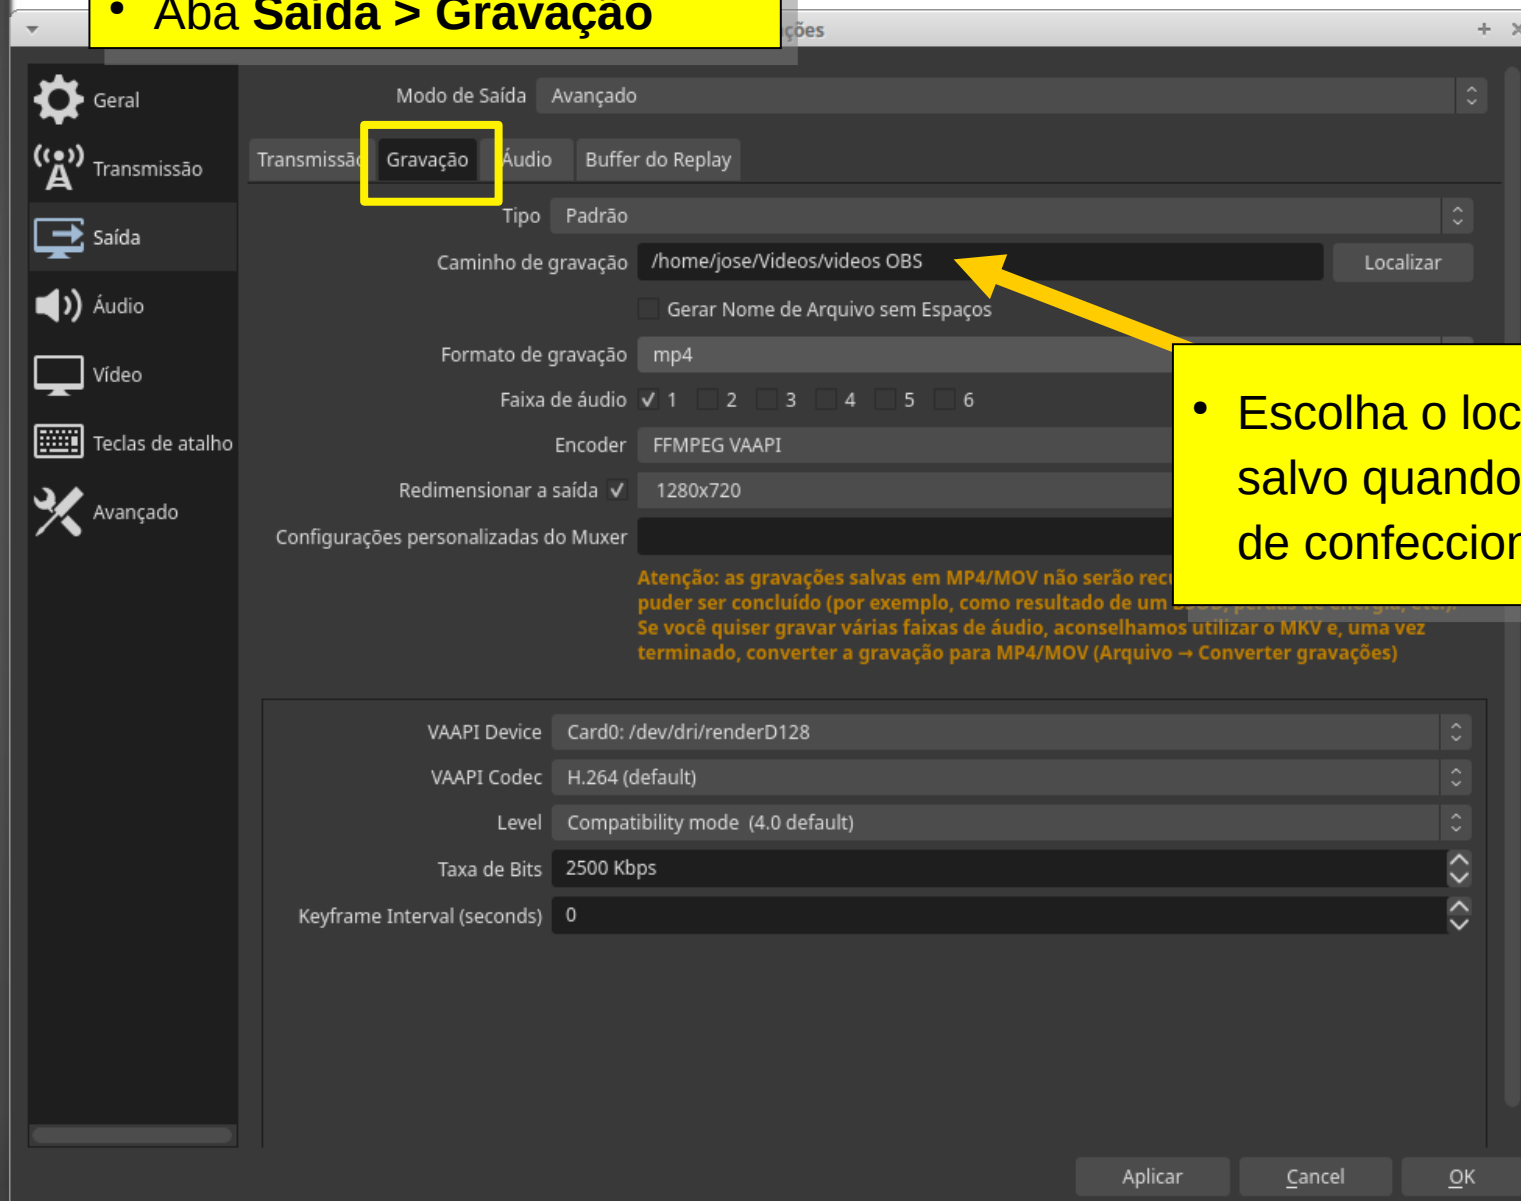 • Aba Saída > Gravação
ções
Geral
Transmissão
Saída
Áudio
Vídeo
Teclas de atalho
Avançado
Modo de Saída Avançado
Transmissão Gravação Áudio Buffer do Replay
Tipo Padrão
Caminho de gravação /home/jose/Videos/videos OBS Localizar
Gerar Nome de Arquivo sem Espaços
Formato de gravação mp4
Faixa de áudio 1 2 3 4 5 6
Encoder FFMPEG VAAPI
Redimensionar a saída 1280x720
Configurações personalizadas do Muxer
• Escolha o loc
salvo quando
de confeccion
Atenção: as gravações salvas em MP4/MOV não serão recu
puder ser concluído (por exemplo, como resultado de um BSOD, perdas de energia, etc).
Se você quiser gravar várias faixas de áudio, aconselhamos utilizar o MKV e, uma vez
terminado, converter a gravação para MP4/MOV (Arquivo → Converter gravações)
VAAPI Device Card0: /dev/dri/renderD128
VAAPI Codec H.264 (default)
Level Compatibility mode (4.0 default)
Taxa de Bits 2500 Kbps
Keyframe Interval (seconds) 0
Aplicar Cancel OK